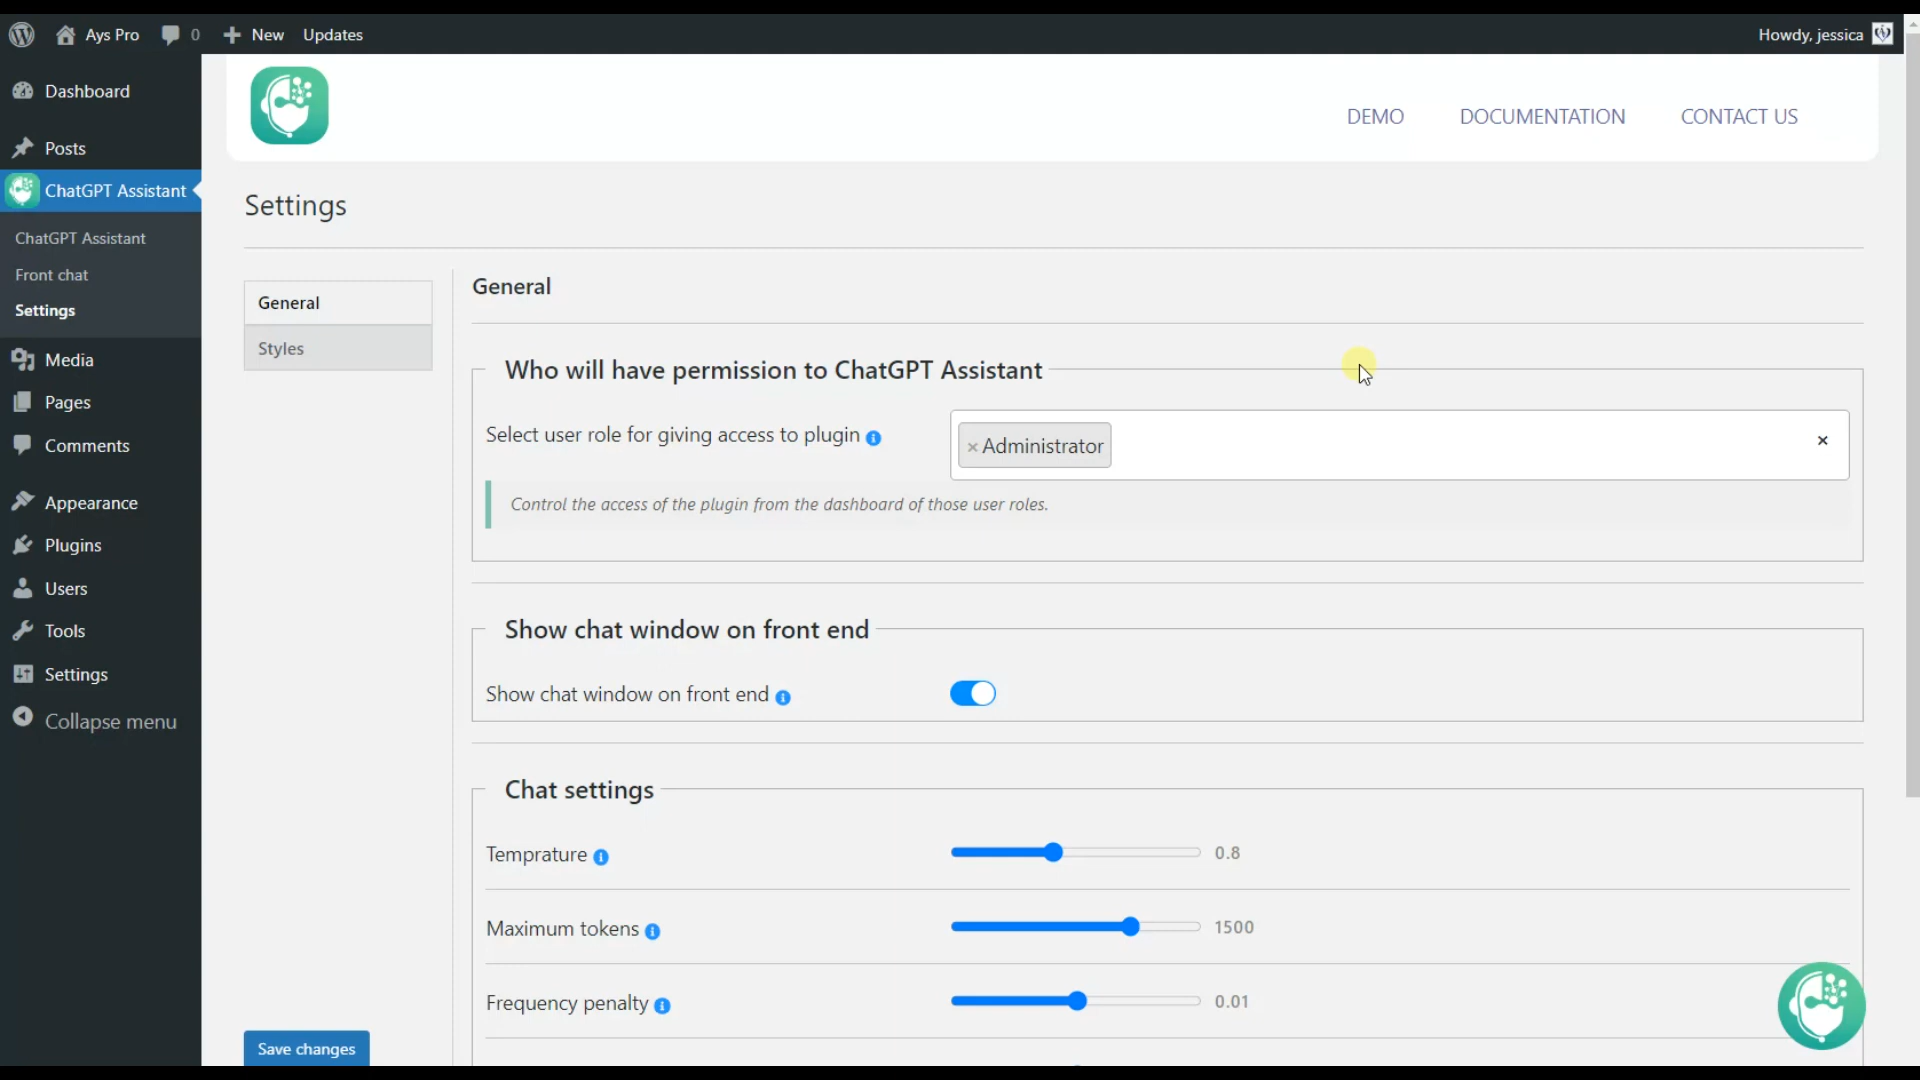 Ays Pro 0 New Updates Howdy, jessica
Dashboard
Posts
ChatGPT Assistant
ChatGPT Assistant
Front chat
Settings
Media
Pages
Comments
Appearance
Plugins
Users
Tools
Settings
Collapse menu
DEMO DOCUMENTATION CONTACT US
Settings
General
Styles
Save changes
General
Who will have permission to ChatGPT Assistant
Select user role for giving access to plugin × Administrator ×
Control the access of the plugin from the dashboard of those user roles.
Show chat window on front end
Show chat window on front end
Chat settings
Temprature 0.8
Maximum tokens 1500
Frequency penalty 0.01